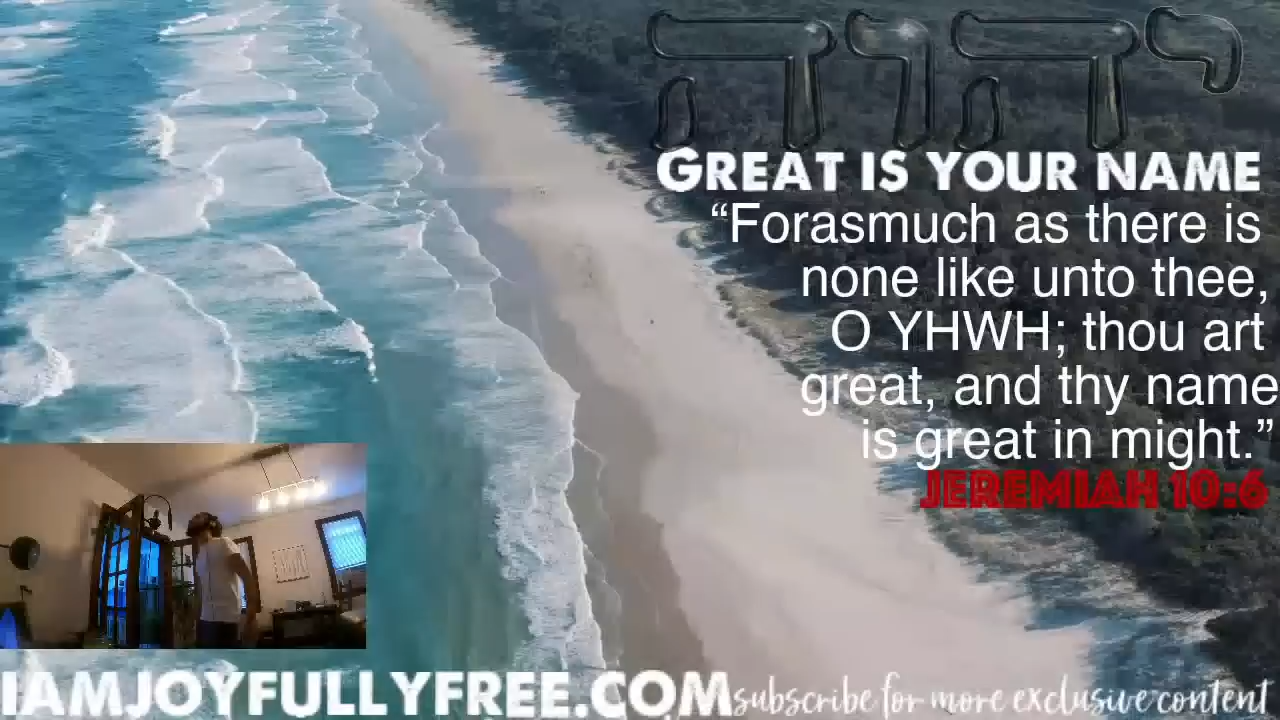 יהוה
GREAT IS YOUR NAME
“Forasmuch as there is
none like unto thee,
O YHWH; thou art
great, and thy name
is great in might.”
JEREMIAH 10:6
IAMJOYFULLYFREE.COM subscribe for more exclusive content